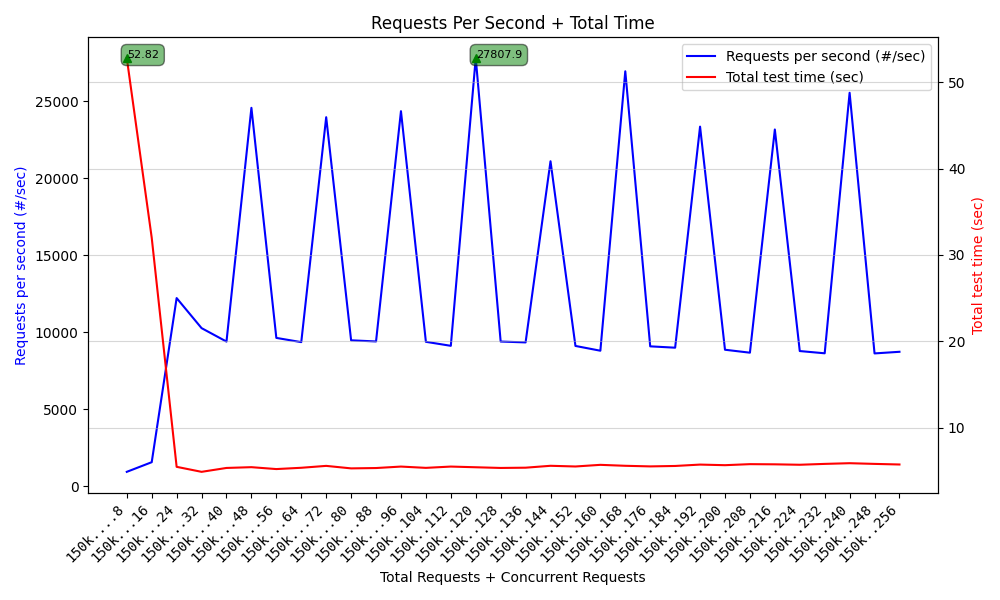 Requests Per Second + Total Time
52.82
27807.9
Requests per second (#/sec)
Total test time (sec)
25000
20000
15000
10000
5000
0
Requests per second (#/sec)
50
40
30
20
10
Total test time (sec)
150k....8
150k...16
150k...24
150k...32
150k...40
150k...48
150k...56
150k...64
150k...72
150k...80
150k...88
150k...96
150k..104
150k..112
150k..120
150k..128
150k..136
150k..144
150k..152
150k..160
150k..168
150k..176
150k..184
150k..192
150k..200
150k..208
150k..216
150k..224
150k..232
150k..240
150k..248
150k..256
Total Requests + Concurrent Requests